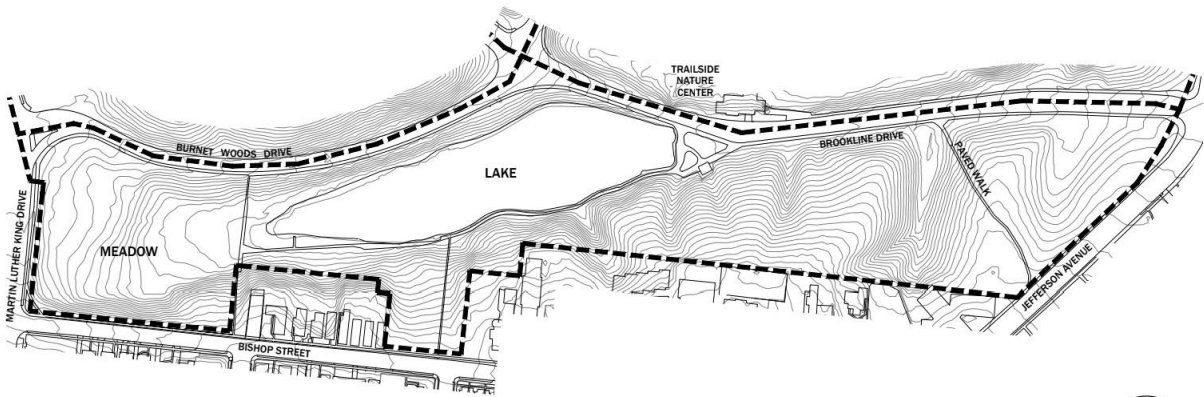 TRAILSIDE
NATURE
CENTER
BURNET WOODS DRIVE
BROOKLINE DRIVE
LAKE
PAVED WALK
MEADOW
MARTIN LUTHER KING DRIVE
JEFFERSON AVENUE
BISHOP STREET